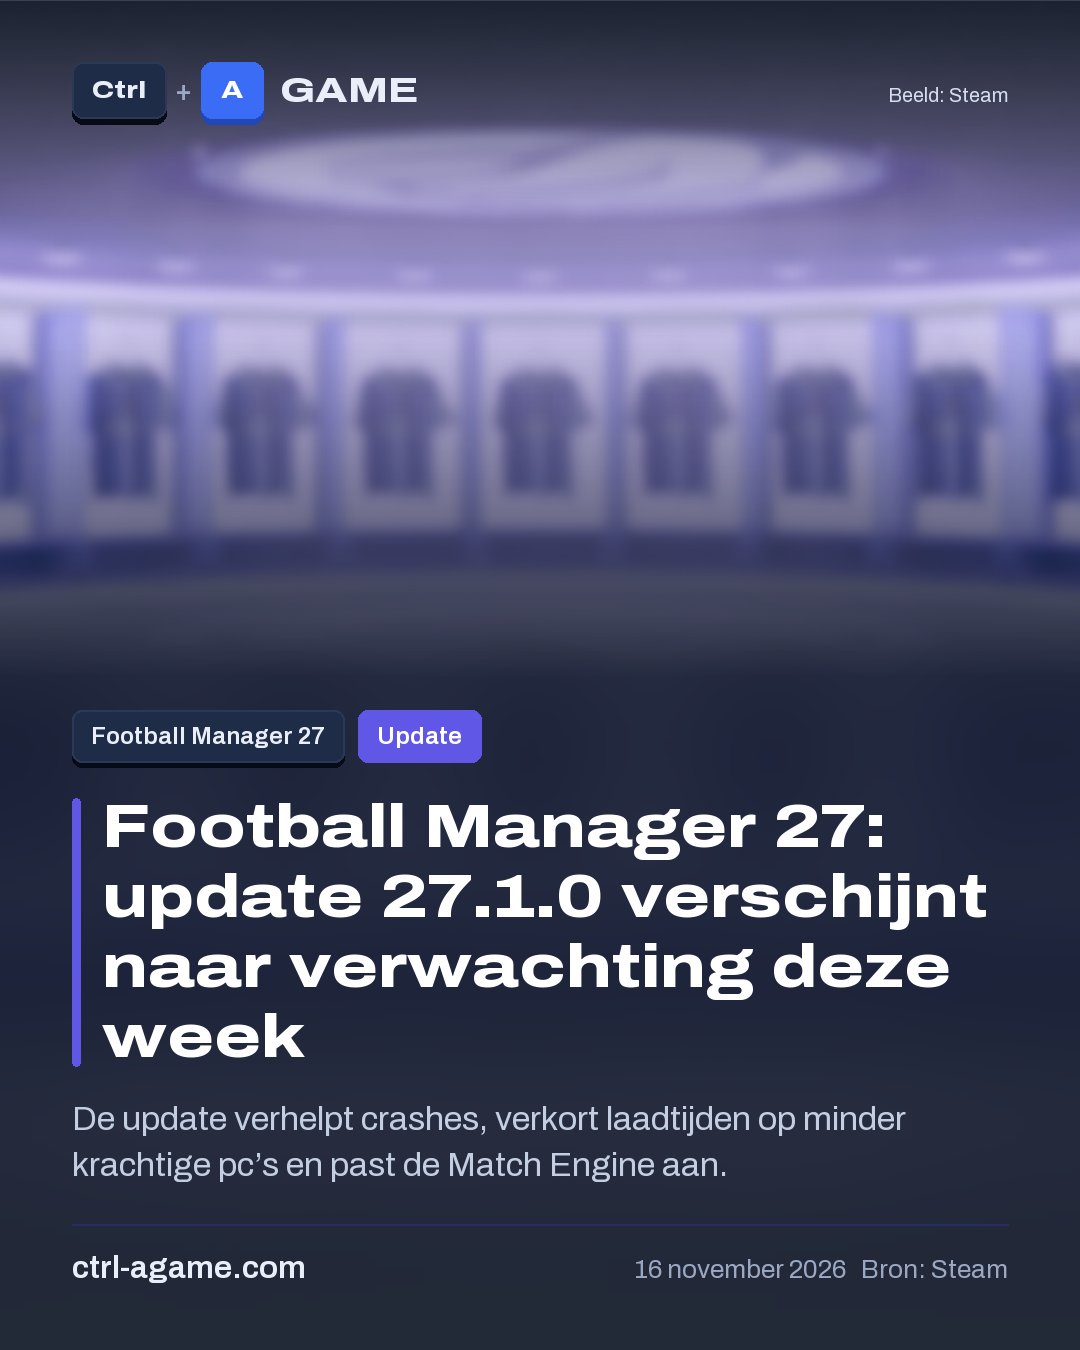 Ctrl + A GAME
Beeld: Steam
Football Manager 27 Update
Football Manager 27:
update 27.1.0 verschijnt
naar verwachting deze
week
De update verhelpt crashes, verkort laadtijden op minder
krachtige pc’s en past de Match Engine aan.
ctrl-agame.com
16 november 2026 Bron: Steam